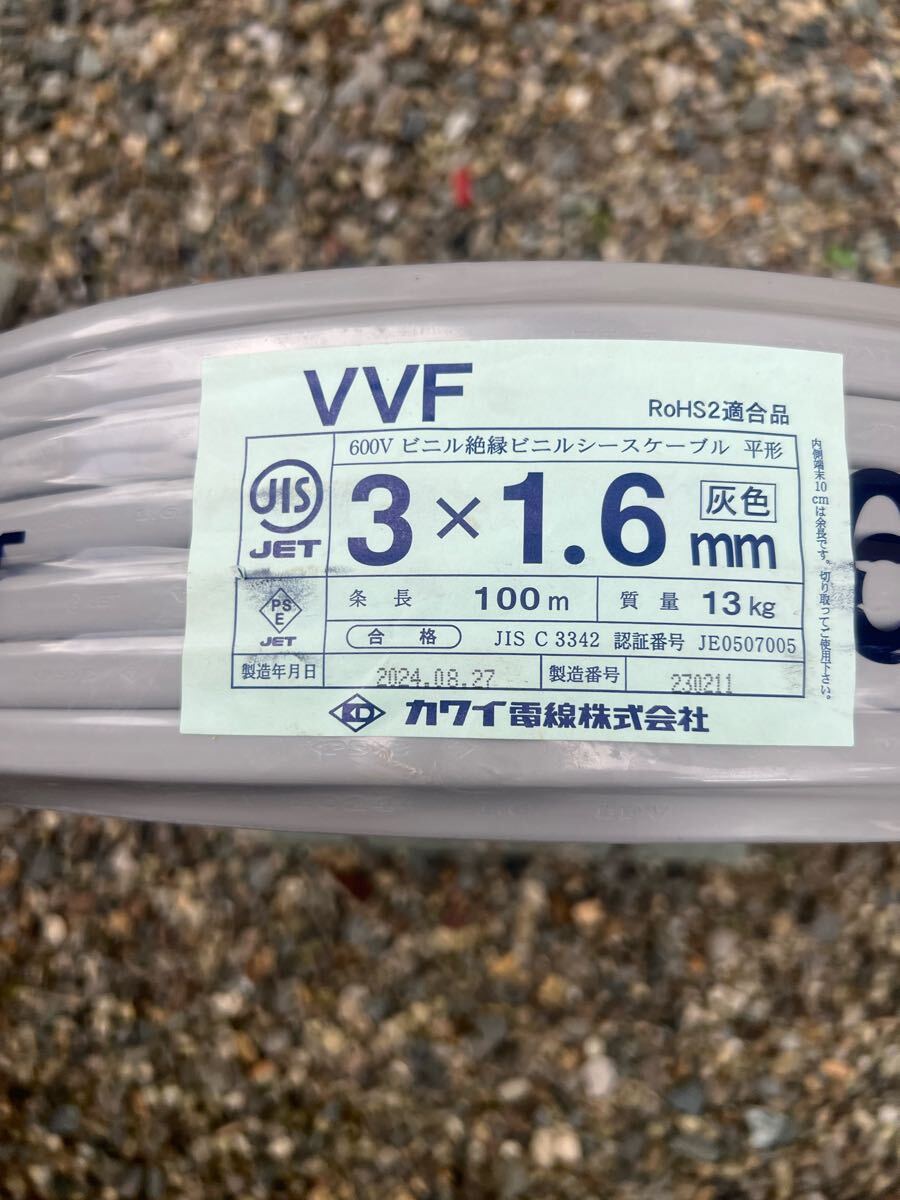 VVF
RoHS2適合品
600V ビニル絶縁ビニルシースケーブル 平形
JIS
JET
3×1.6mm
灰色
PSE
JET
条長 100m
質量 13kg
合格 JIS C 3342 認証番号 JE0507005
製造年月日 2024.08.27
製造番号 230211
KD カワイ電線株式会社
内側端末10cmは余長です。切り取ってご使用下さい。